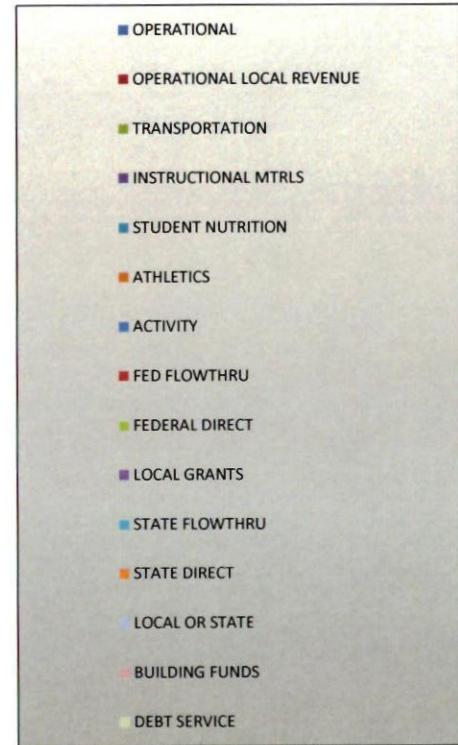 OPERATIONAL
OPERATIONAL LOCAL REVENUE
TRANSPORTATION
INSTRUCTIONAL MTRLS
STUDENT NUTRITION
ATHLETICS
ACTIVITY
FED FLOWTHRU
FEDERAL DIRECT
LOCAL GRANTS
STATE FLOWTHRU
STATE DIRECT
LOCAL OR STATE
BUILDING FUNDS
DEBT SERVICE